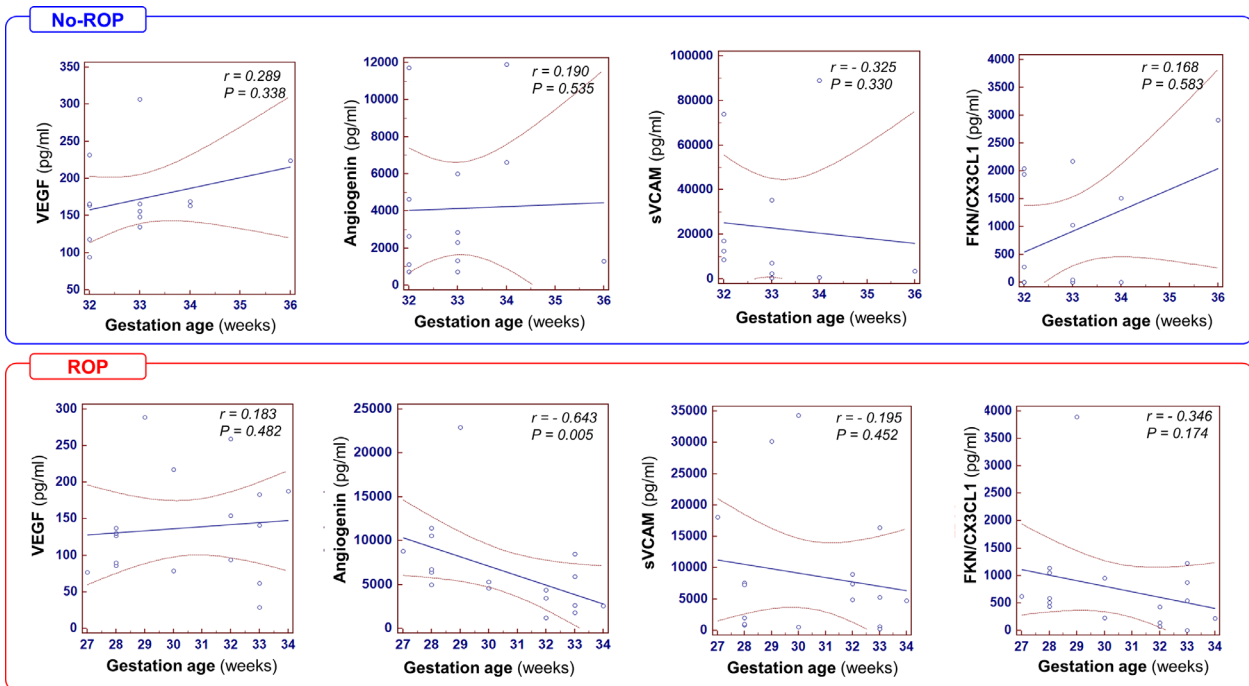 No-ROP
r = 0.289
P = 0.338
350
300
250
200
150
100
50
VEGF (pg/ml)
32 33 34 35 36
Gestation age (weeks)
r = 0.190
P = 0.535
12000
10000
8000
6000
4000
2000
0
Angiogenin (pg/ml)
32 33 34 35 36
Gestation age (weeks)
r = - 0.325
P = 0.330
100000
80000
60000
40000
20000
0
sVCAM (pg/ml)
32 33 34 35 36
Gestation age (weeks)
r = 0.168
P = 0.583
4000
3500
3000
2500
2000
1500
1000
500
0
FKN/CX3CL1 (pg/ml)
32 33 34 35 36
Gestation age (weeks)
ROP
r = 0.183
P = 0.482
300
250
200
150
100
50
0
VEGF (pg/ml)
27 28 29 30 31 32 33 34
Gestation age (weeks)
r = - 0.643
P = 0.005
25000
20000
15000
10000
5000
0
Angiogenin (pg/ml)
27 28 29 30 31 32 33 34
Gestation age (weeks)
r = - 0.195
P = 0.452
35000
30000
25000
20000
15000
10000
5000
0
sVCAM (pg/ml)
27 28 29 30 31 32 33 34
Gestation age (weeks)
r = - 0.346
P = 0.174
4000
3500
3000
2500
2000
1500
1000
500
0
FKN/CX3CL1 (pg/ml)
27 28 29 30 31 32 33 34
Gestation age (weeks)